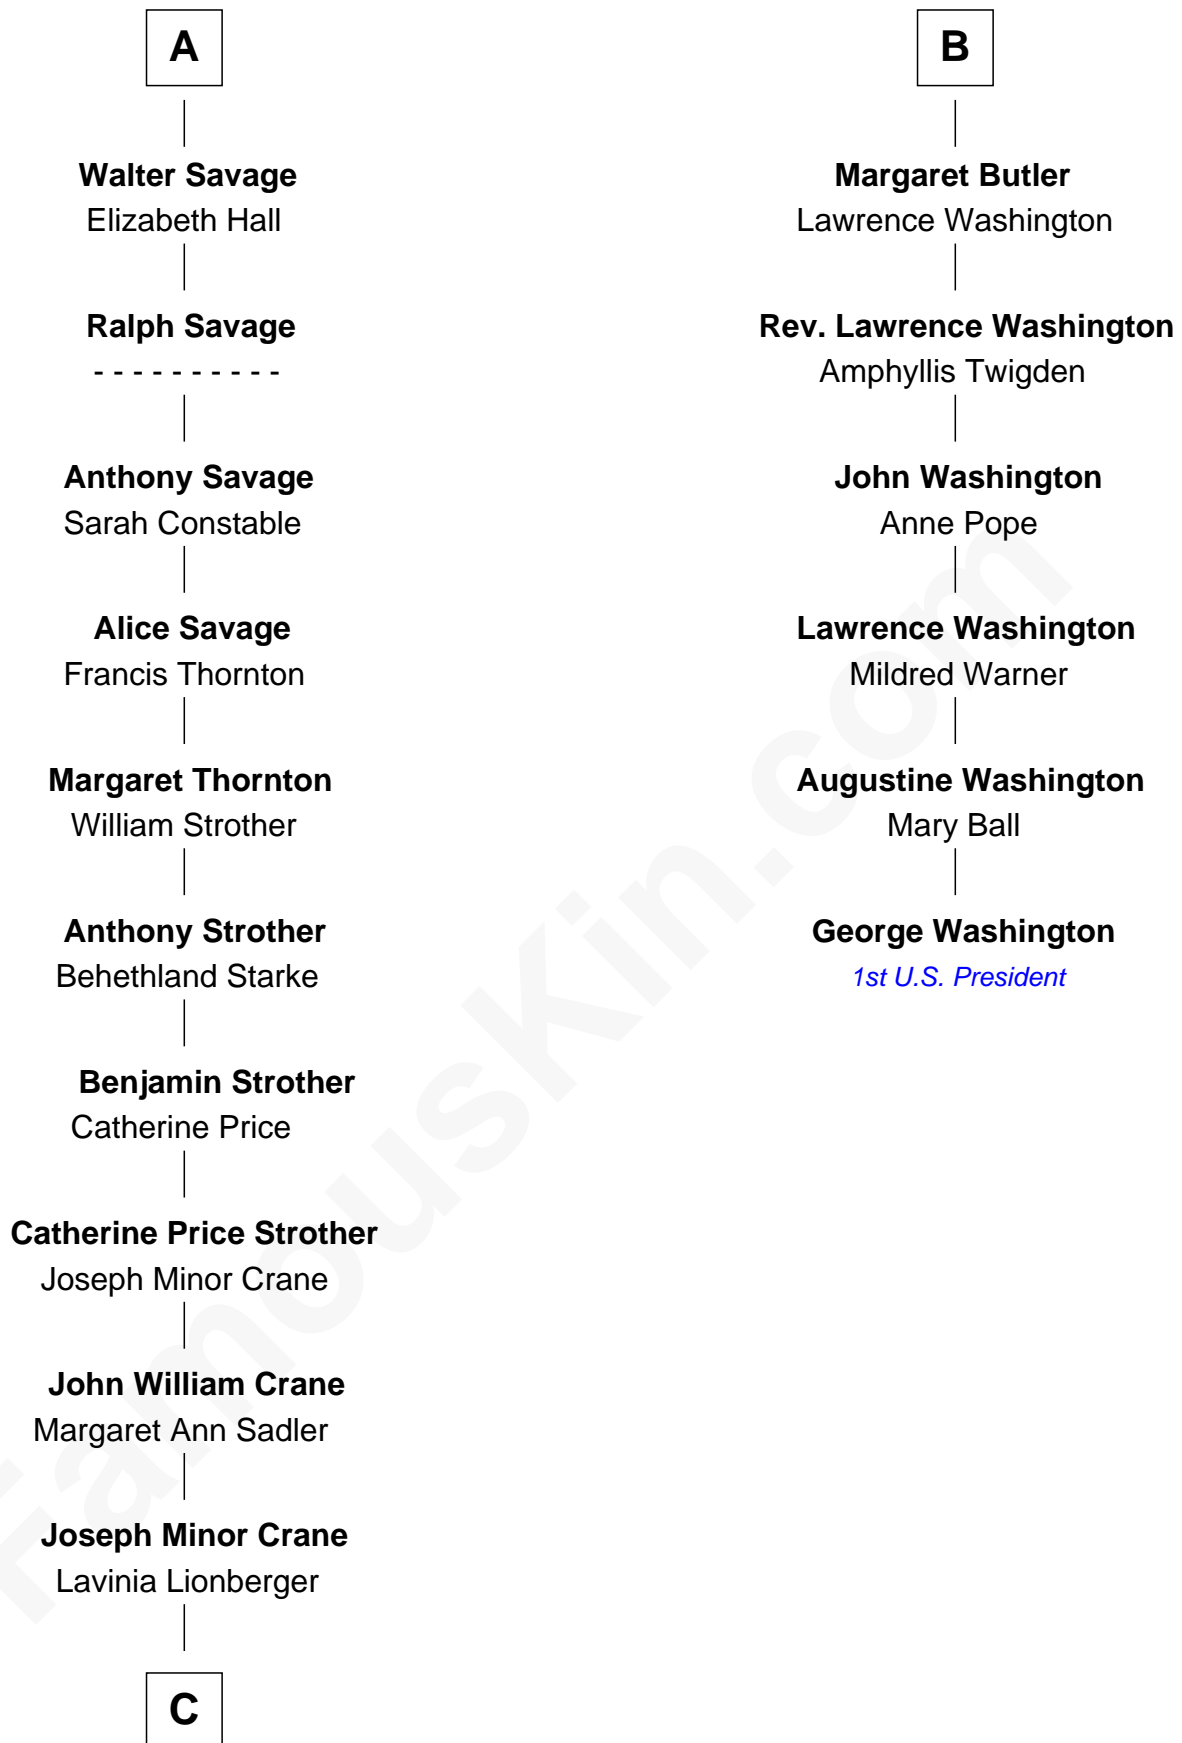 A
Walter Savage
Elizabeth Hall
Ralph Savage
- - - - - - - - - -
Anthony Savage
Sarah Constable
Alice Savage
Francis Thornton
Margaret Thornton
William Strother
Anthony Strother
Behethland Starke
Benjamin Strother
Catherine Price
Catherine Price Strother
Joseph Minor Crane
John William Crane
Margaret Ann Sadler
Joseph Minor Crane
Lavinia Lionberger
C
B
Margaret Butler
Lawrence Washington
Rev. Lawrence Washington
Amphyllis Twigden
John Washington
Anne Pope
Lawrence Washington
Mildred Warner
Augustine Washington
Mary Ball
George Washington
1st U.S. President
FamousKin.com